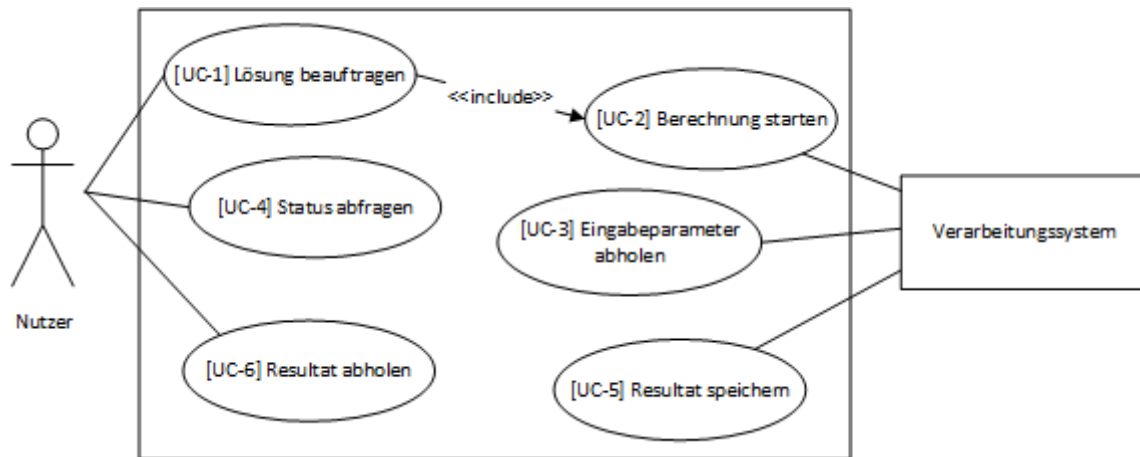 [UC-1] Lösung beauftragen
<<include>>
[UC-2] Berechnung starten
[UC-4] Status abfragen
[UC-3] Eingabeparameter
abholen
Verarbeitungssystem
Nutzer
[UC-6] Resultat abholen
[UC-5] Resultat speichern